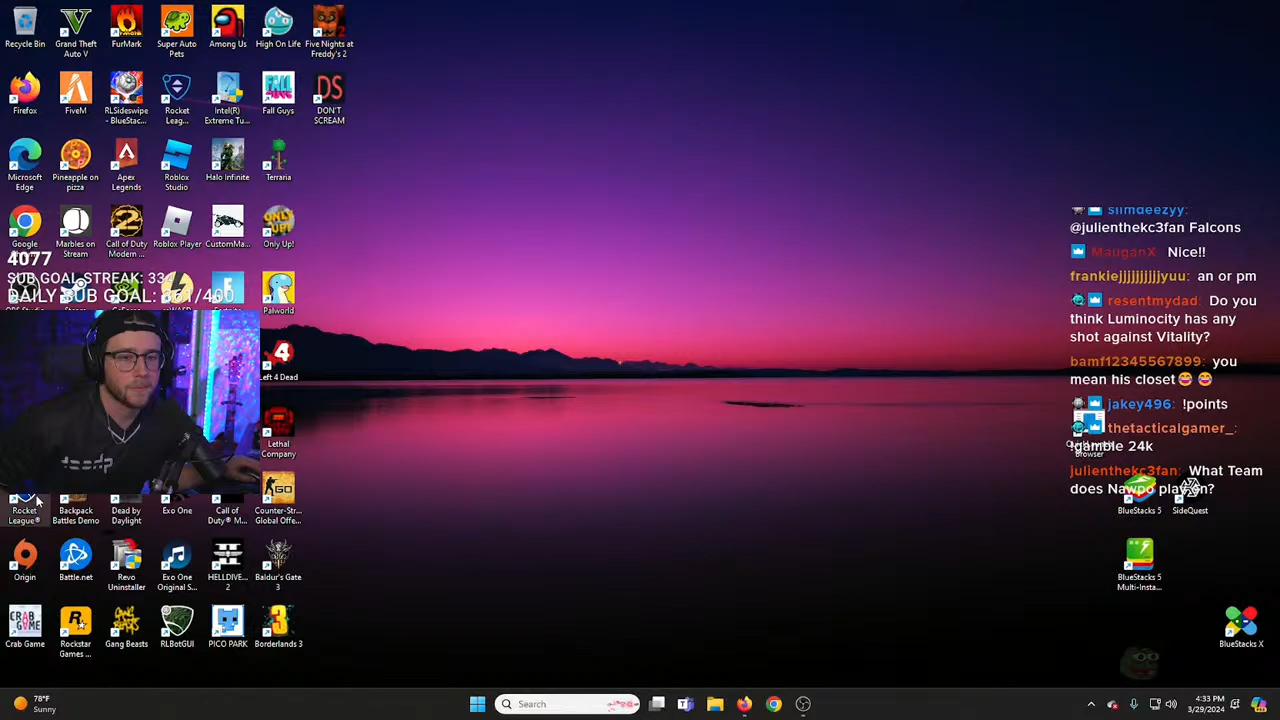 Recycle Bin
Grand Theft
Auto V
FurMark
Super Auto
Pets
Among Us
High On Life
Five Nights at
Freddy's 2
Firefox
FiveM
RLSideswipe
- BlueStac...
Rocket
Leag...
Intel(R)
Extreme Tu...
Fall Guys
DON'T
SCREAM
Microsoft
Edge
Pineapple on
pizza
Apex
Legends
Roblox
Studio
Halo Infinite
Terraria
Google
Marbles on
Stream
Call of Duty
Modern ...
Roblox Player
CustomMa...
Only Up!
4077
SUB GOAL STREAK: 334
DAILY SUB GOAL: 361/400
Palworld
Left 4 Dead
Lethal
Company
Rocket
League®
Backpack
Battles Demo
Dead by
Daylight
Exo One
Call of
Duty® M...
Counter-Str...
Global Offe...
Origin
Battle.net
Revo
Uninstaller
Exo One
Original S...
HELLDIVE...
2
Baldur's Gate
3
Crab Game
Rockstar
Games ...
Gang Beasts
RLBotGUI
PICO PARK
Borderlands 3
slimdeezyy:
@julienthekc3fan Falcons
MauganX Nice!!
frankiejjjjjjjjjjyuu: an or pm
resentmydad: Do you
think Luminocity has any
shot against Vitality?
bamf12345567899: you
mean his closet
jakey496: !points
thetacticalgamer_:
!gamble 24k
julienthekc3fan: What Team
does Nawpo play on?
BlueStacks 5
SideQuest
BlueStacks 5
Multi-Insta...
BlueStacks X
78°F
Sunny
Search
4:33 PM
3/29/2024